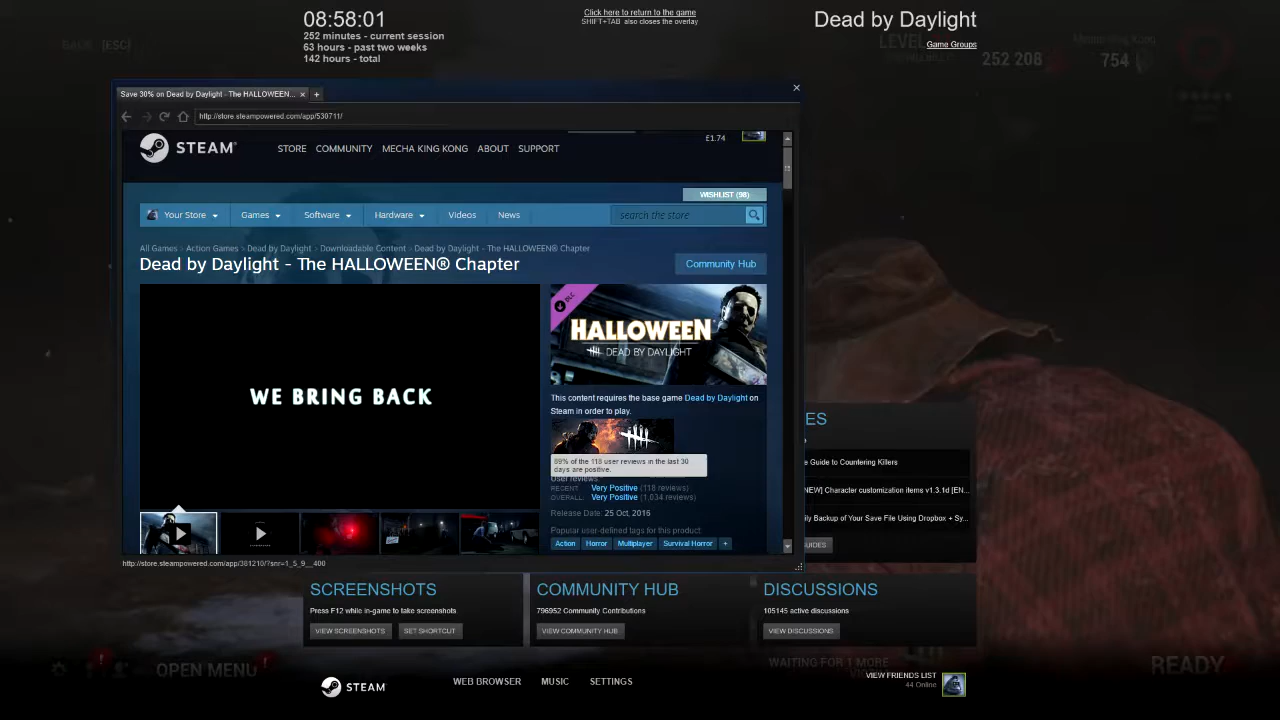 08:58:01
252 minutes - current session
63 hours - past two weeks
142 hours - total
Click here to return to the game
SHIFT+TAB also closes the overlay
Dead by Daylight
Game Groups
BACK [ESC]
LEVEL
252 208
754
Save 30% on Dead by Daylight - The HALLOWEEN...
http://store.steampowered.com/app/530711/
£1.74
STEAM
STORE COMMUNITY MECHA KING KONG ABOUT SUPPORT
WISHLIST (98)
Your Store Games Software Hardware Videos News search the store
All Games > Action Games > Dead by Daylight > Downloadable Content > Dead by Daylight - The HALLOWEEN® Chapter
Dead by Daylight - The HALLOWEEN® Chapter
Community Hub
WE BRING BACK
DLC
HALLOWEEN
DEAD BY DAYLIGHT
This content requires the base game Dead by Daylight on
Steam in order to play.
89% of the 118 user reviews in the last 30
days are positive.
User reviews:
RECENT: Very Positive (118 reviews)
OVERALL: Very Positive (1,034 reviews)
Release Date: 25 Oct, 2016
Popular user-defined tags for this product:
Action Horror Multiplayer Survival Horror +
http://store.steampowered.com/app/381210/?snr=1_5_9__400
ES
e Guide to Countering Killers
NEW] Character customization items v1.3.1d [EN...
ity Backup of Your Save File Using Dropbox + Sy...
GUIDES
SCREENSHOTS
Press F12 while in-game to take screenshots
VIEW SCREENSHOTS SET SHORTCUT
COMMUNITY HUB
796952 Community Contributions
VIEW COMMUNITY HUB
DISCUSSIONS
105145 active discussions
VIEW DISCUSSIONS
OPEN MENU
WAITING FOR 1 MORE
READY
STEAM
WEB BROWSER MUSIC SETTINGS
VIEW FRIENDS LIST
44 Online